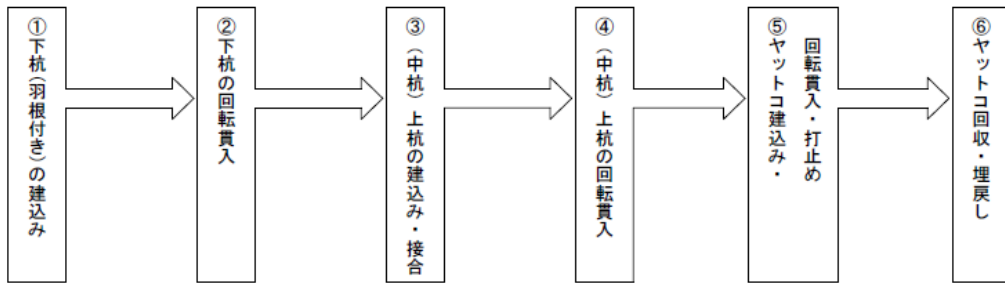 ①下杭(羽根付き)の建込み
②下杭の回転貫入
③(中杭)上杭の建込み・接合
④(中杭)上杭の回転貫入
⑤ヤットコ建込み・
回転貫入・打止め
⑥ヤットコ回収・埋戻し